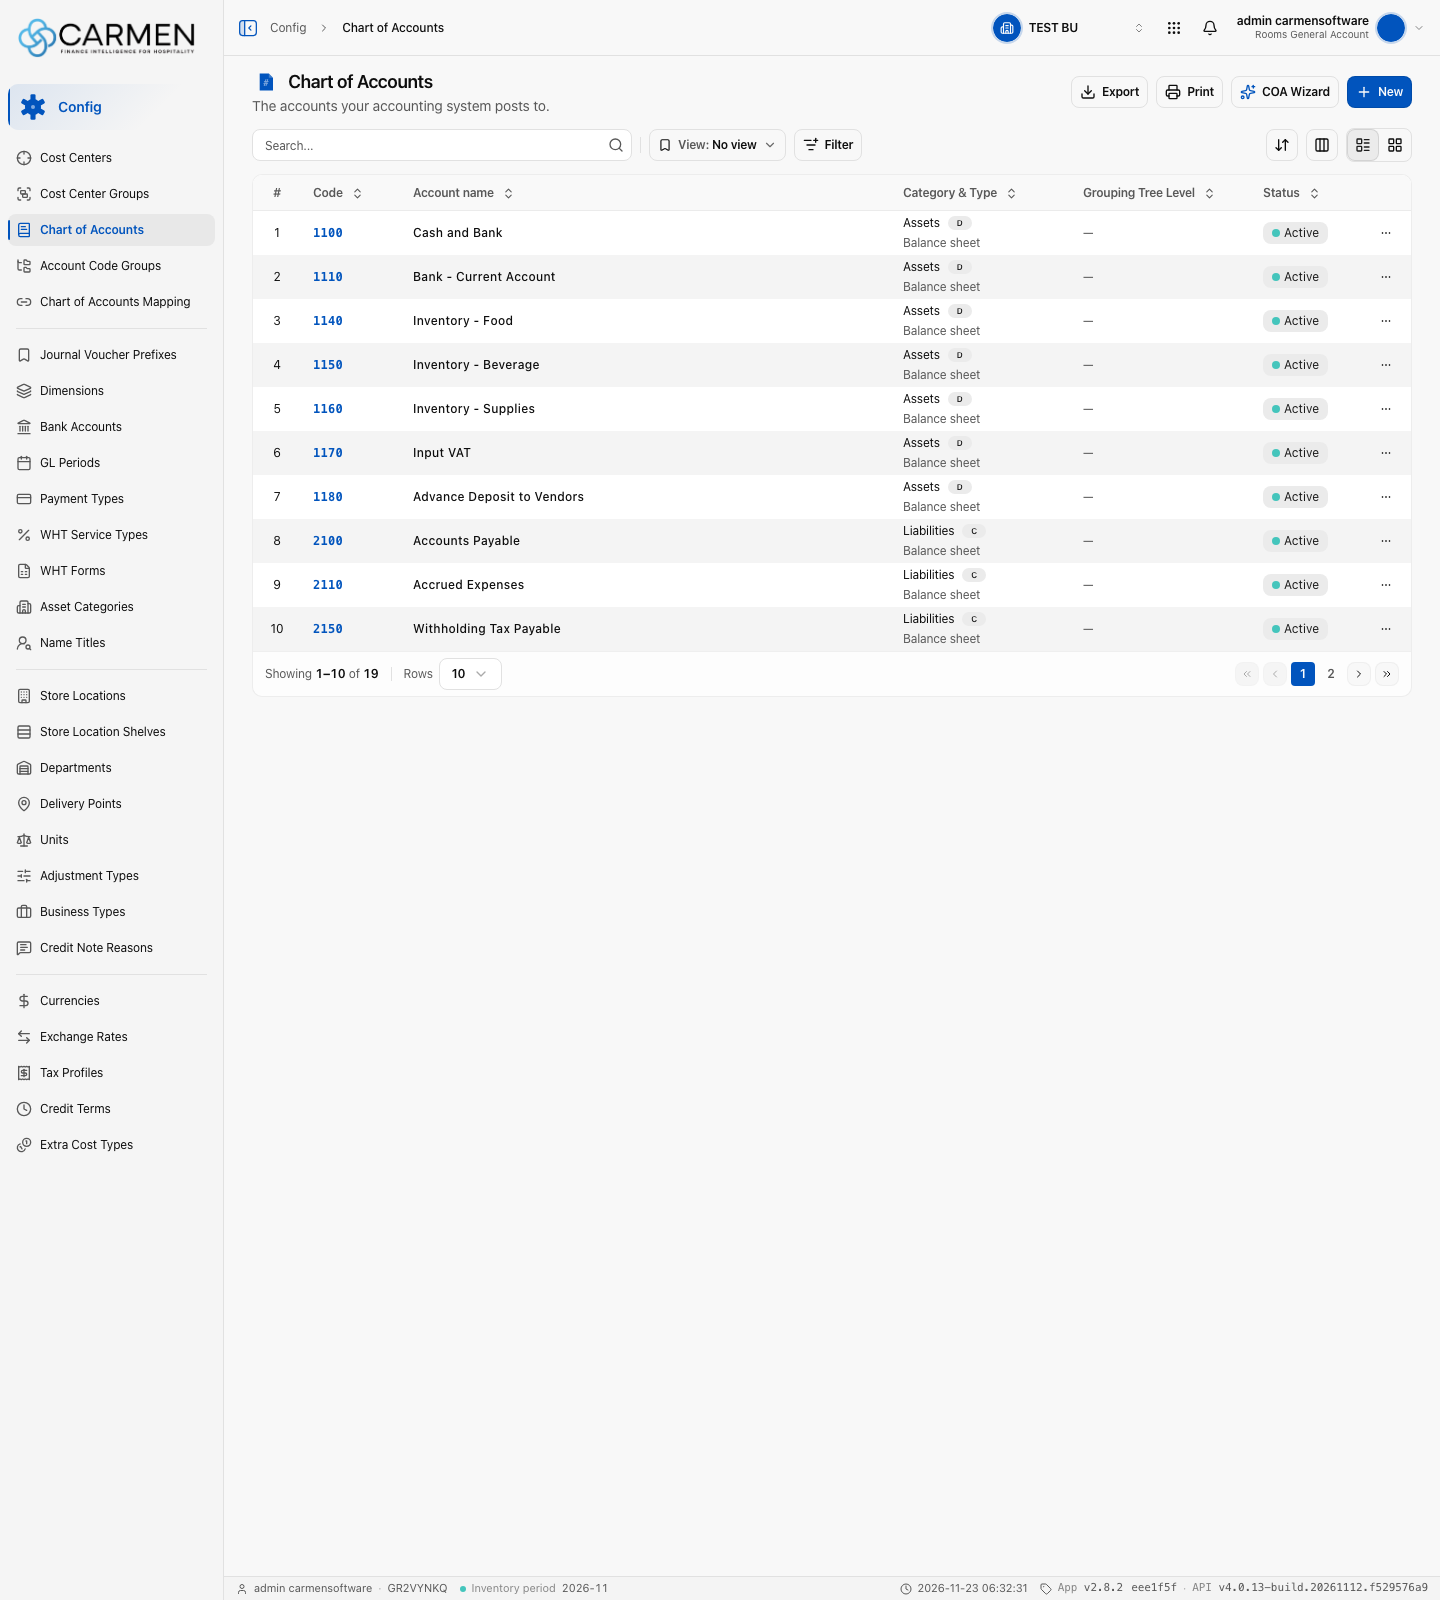 CARMEN
FINANCE INTELLIGENCE FOR HOSPITALITY
Config
Cost Centers
Cost Center Groups
Chart of Accounts
Account Code Groups
Chart of Accounts Mapping
Journal Voucher Prefixes
Dimensions
Bank Accounts
GL Periods
Payment Types
WHT Service Types
WHT Forms
Asset Categories
Name Titles
Store Locations
Store Location Shelves
Departments
Delivery Points
Units
Adjustment Types
Business Types
Credit Note Reasons
Currencies
Exchange Rates
Tax Profiles
Credit Terms
Extra Cost Types
Config > Chart of Accounts
TEST BU
admin carmensoftware
Rooms General Account
Chart of Accounts
The accounts your accounting system posts to.
Export Print COA Wizard + New
Search... View: No view Filter
# Code Account name Category & Type Grouping Tree Level Status
1 1100 Cash and Bank Assets D Balance sheet — Active ...
2 1110 Bank - Current Account Assets D Balance sheet — Active ...
3 1140 Inventory - Food Assets D Balance sheet — Active ...
4 1150 Inventory - Beverage Assets D Balance sheet — Active ...
5 1160 Inventory - Supplies Assets D Balance sheet — Active ...
6 1170 Input VAT Assets D Balance sheet — Active ...
7 1180 Advance Deposit to Vendors Assets D Balance sheet — Active ...
8 2100 Accounts Payable Liabilities C Balance sheet — Active ...
9 2110 Accrued Expenses Liabilities C Balance sheet — Active ...
10 2150 Withholding Tax Payable Liabilities C Balance sheet — Active ...
Showing 1–10 of 19 Rows 10 « ‹ 1 2 › »
admin carmensoftware · GR2VYNKQ Inventory period 2026-11 2026-11-23 06:32:31 App v2.8.2 eee1f5f · API v4.0.13-build.20261112.f529576a9